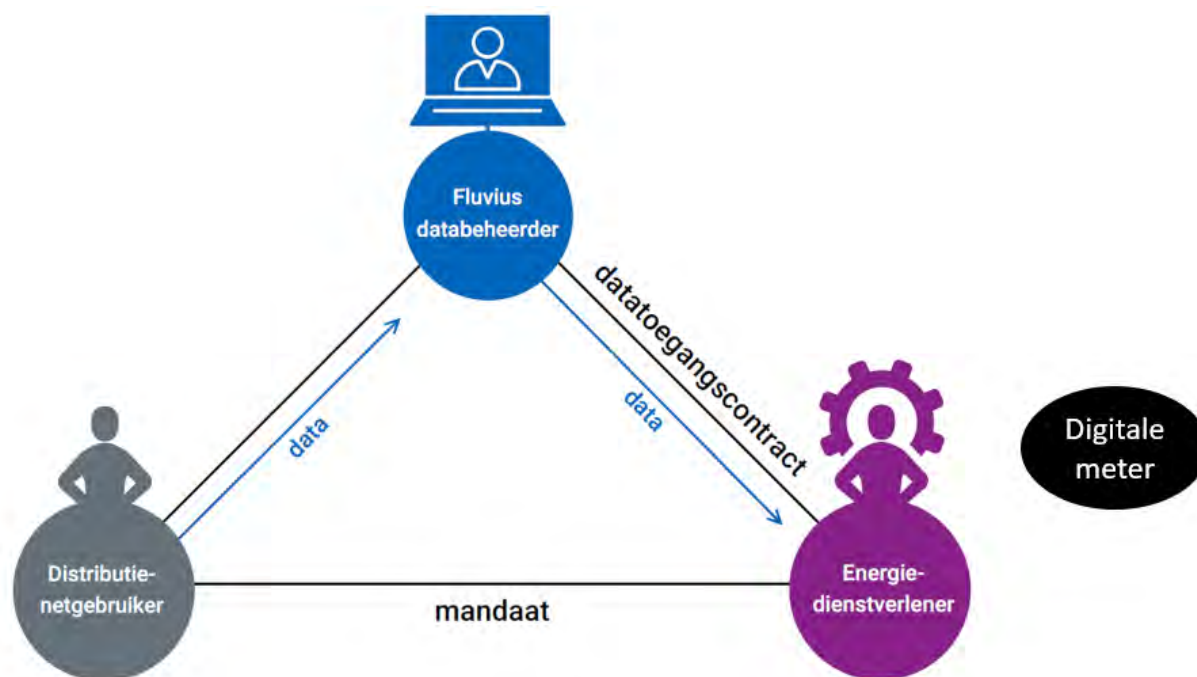 Fluvius
databeheerder
datatoegangscontract
data
data
Digitale
meter
Distributie-
netgebruiker
mandaat
Energie-
dienstverlener